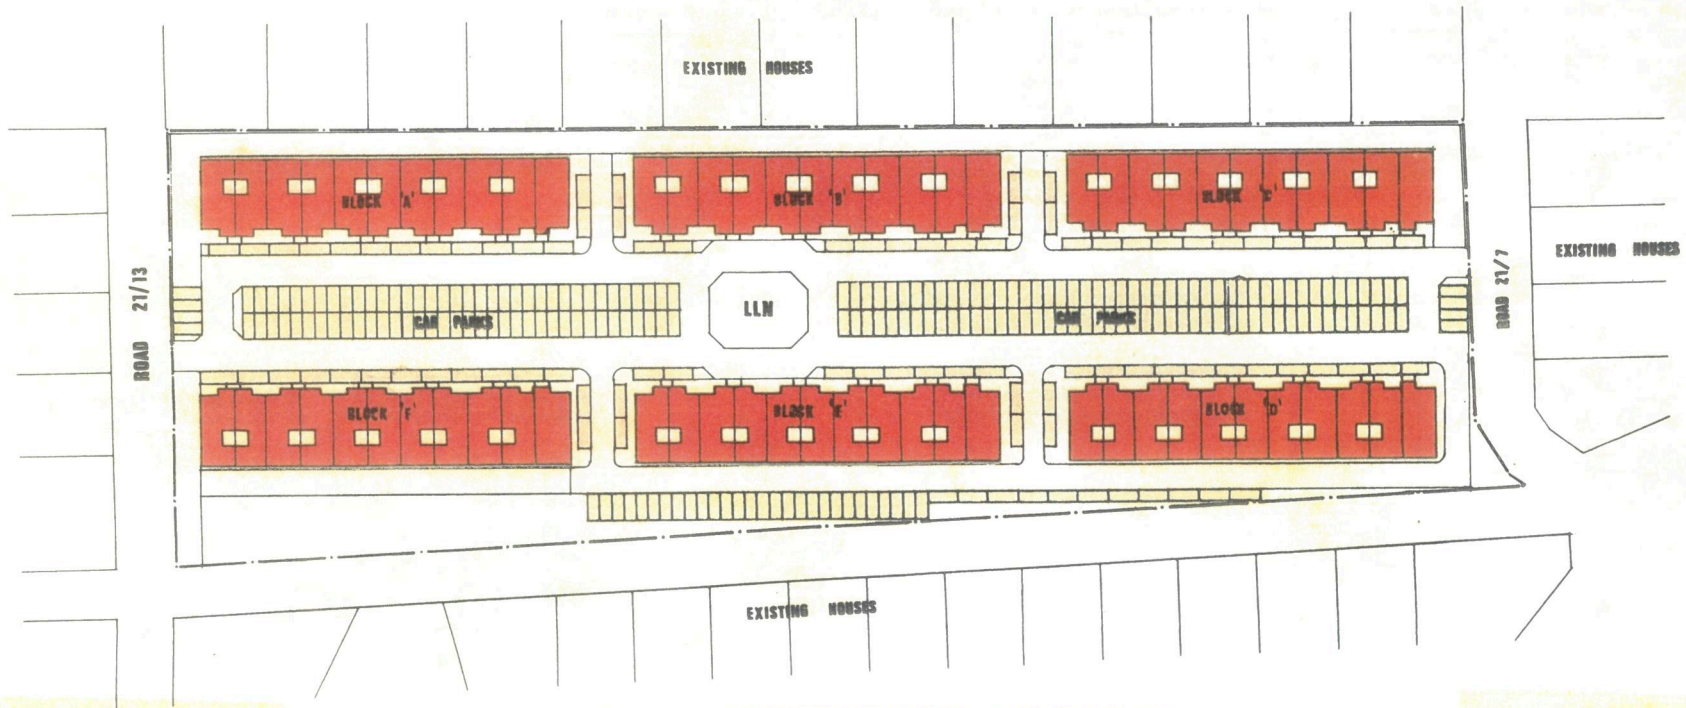 EXISTING HOUSES
BLOCK 'A'
BLOCK 'B'
BLOCK 'C'
ROAD 21/13
CAR PARKS
LLN
CAR PARKS
ROAD 21/7
EXISTING HOUSES
BLOCK 'F'
BLOCK 'E'
BLOCK 'D'
EXISTING HOUSES